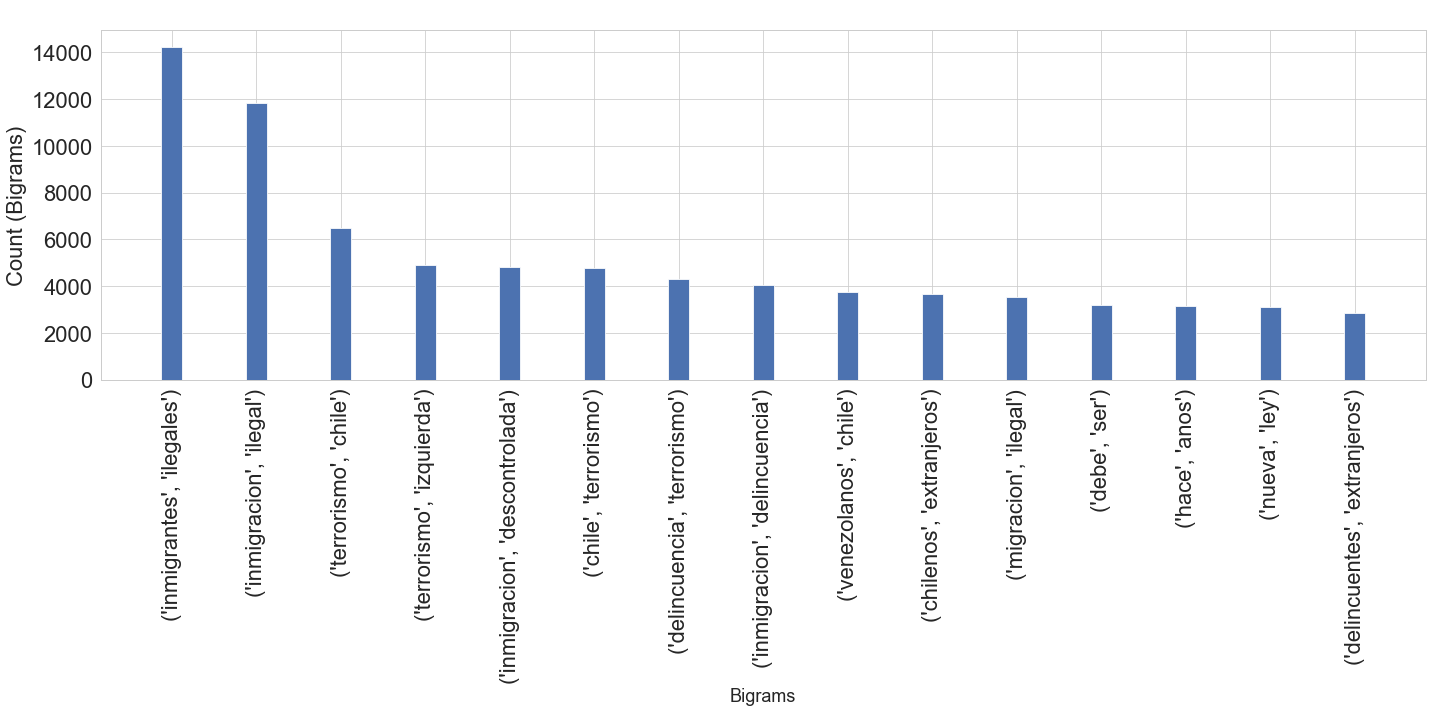 Count (Bigrams)
14000
12000
10000
8000
6000
4000
2000
0
('inmigrantes', 'ilegales')
('inmigracion', 'ilegal')
('terrorismo', 'chile')
('terrorismo', 'izquierda')
('inmigracion', 'descontrolada')
('chile', 'terrorismo')
('delincuencia', 'terrorismo')
('inmigracion', 'delincuencia')
('venezolanos', 'chile')
('chilenos', 'extranjeros')
('migracion', 'ilegal')
('debe', 'ser')
('hace', 'anos')
('nueva', 'ley')
('delincuentes', 'extranjeros')
Bigrams